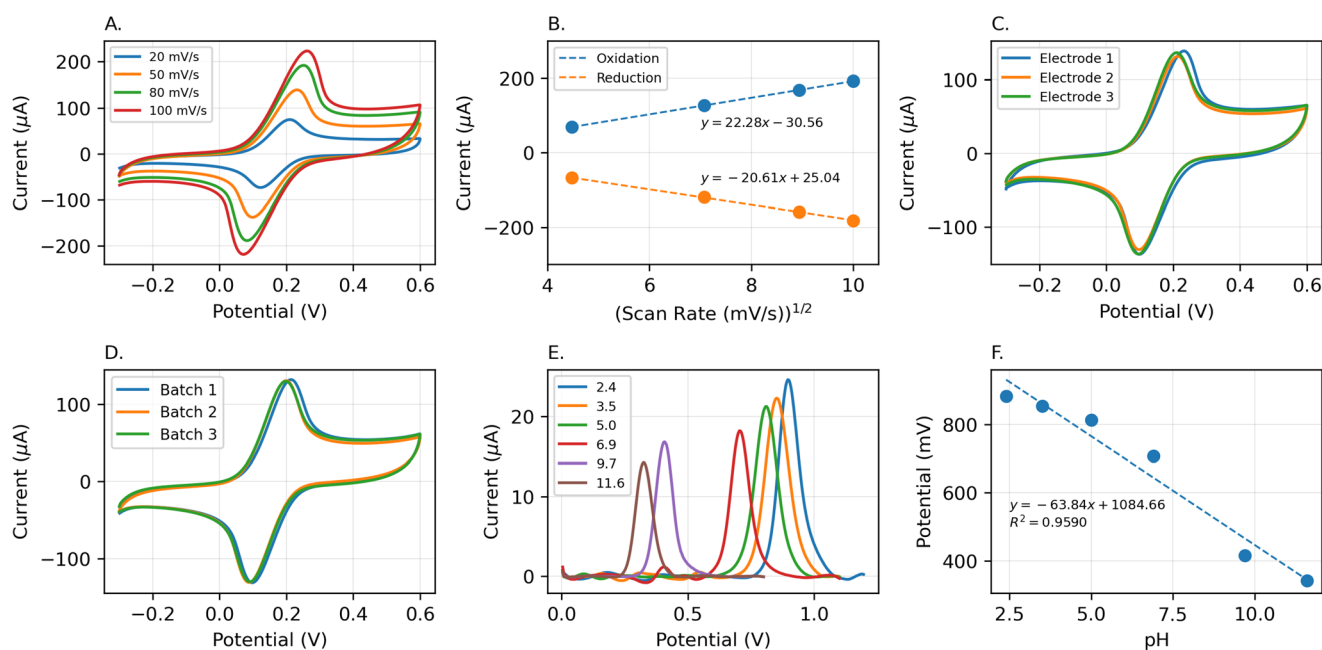 A.
20 mV/s
50 mV/s
80 mV/s
100 mV/s
200
100
0
−100
−200
Current (μA)
−0.2 0.0 0.2 0.4 0.6
Potential (V)
B.
Oxidation
Reduction
y = 22.28x − 30.56
y = −20.61x + 25.04
200
0
−200
Current (μA)
4 6 8 10
(Scan Rate (mV/s))^{1/2}
C.
Electrode 1
Electrode 2
Electrode 3
100
0
−100
Current (μA)
−0.2 0.0 0.2 0.4 0.6
Potential (V)
D.
Batch 1
Batch 2
Batch 3
100
0
−100
Current (μA)
−0.2 0.0 0.2 0.4 0.6
Potential (V)
E.
2.4
3.5
5.0
6.9
9.7
11.6
20
10
0
Current (μA)
0.0 0.5 1.0
Potential (V)
F.
y = −63.84x + 1084.66
R² = 0.9590
800
600
400
Potential (mV)
2.5 5.0 7.5 10.0
pH